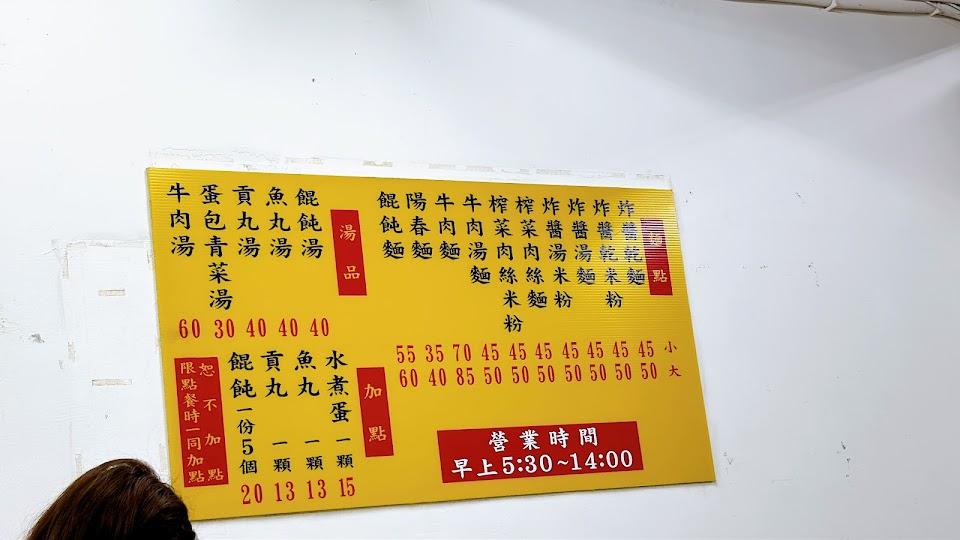 點
炸醬乾麵
炸醬乾米粉
炸醬湯麵
炸醬湯米粉
榨菜肉絲麵
榨菜肉絲米粉
牛肉湯麵
牛肉麵
陽春麵
餛飩麵
55 35 70 45 45 45 45 45 45 45 小
60 40 85 50 50 50 50 50 50 50 大
湯品
餛飩湯
魚丸湯
貢丸湯
蛋包青菜湯
牛肉湯
60 30 40 40 40
加點
水煮蛋一顆
魚丸一顆
貢丸一顆
餛飩一份5個
20 13 13 15
恕不加點
限點餐時一同加點
營業時間
早上5:30~14:00